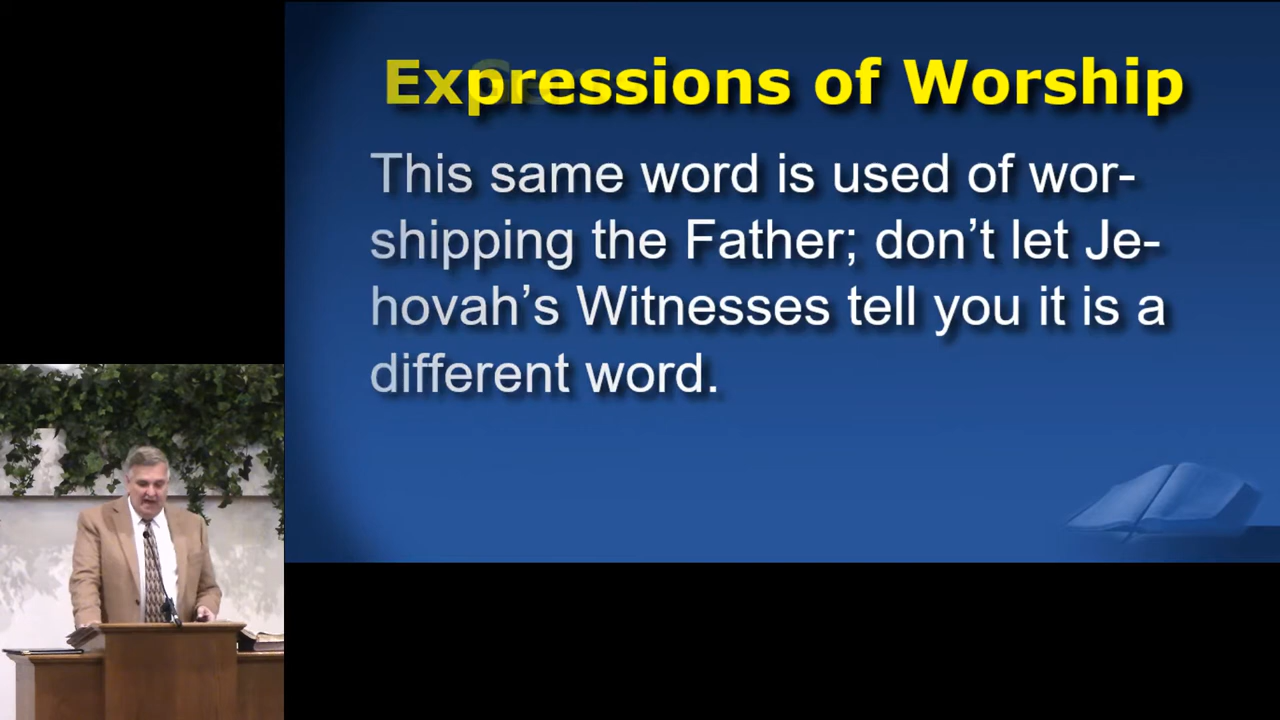 Expressions of Worship
This same word is used of wor-
shipping the Father; don’t let Je-
hovah’s Witnesses tell you it is a
different word.